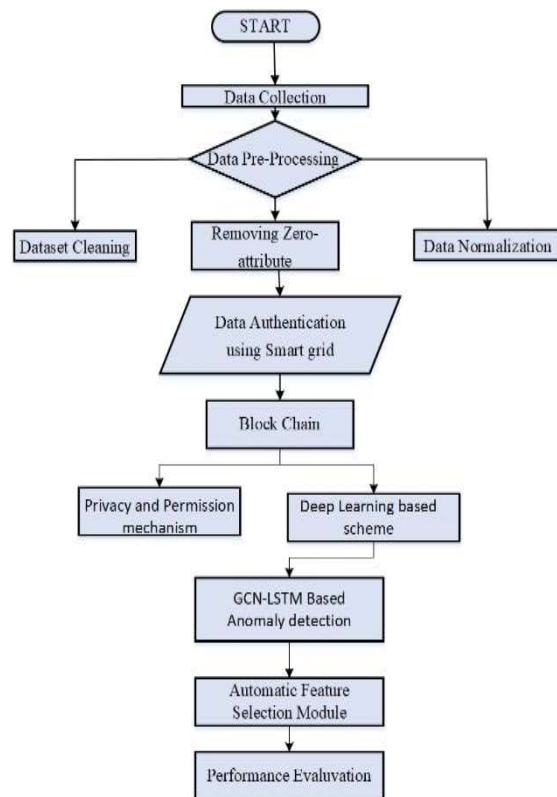 START
Data Collection
Data Pre-Processing
Dataset Cleaning
Removing Zero-
attribute
Data Normalization
Data Authentication
using Smart grid
Block Chain
Privacy and Permission
mechanism
Deep Learning based
scheme
GCN-LSTM Based
Anomaly detection
Automatic Feature
Selection Module
Performance Evaluvation